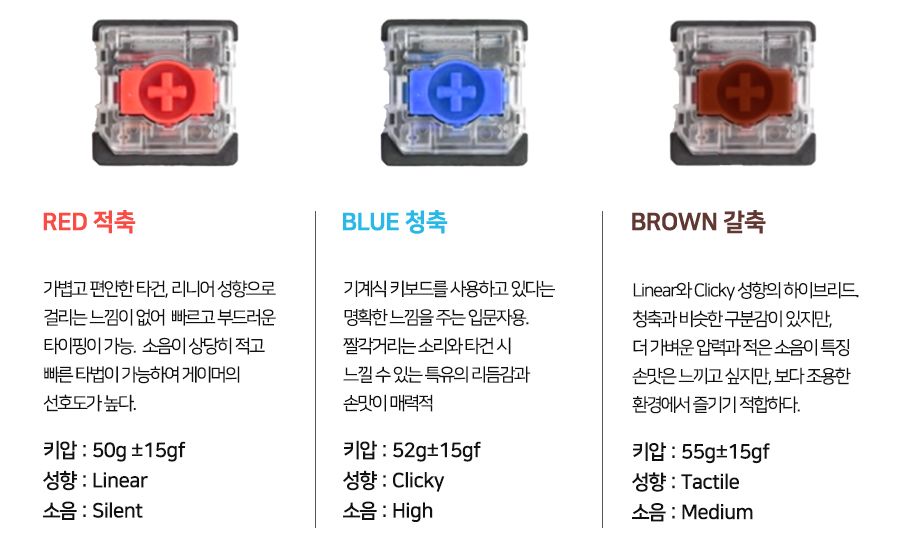 RED 적축
가볍고 편안한 타건, 리니어 성향으로
걸리는 느낌이 없어 빠르고 부드러운
타이핑이 가능. 소음이 상당히 적고
빠른 타법이 가능하여 게이머의
선호도가 높다.
키압 : 50g ±15gf
성향 : Linear
소음 : Silent
BLUE 청축
기계식 키보드를 사용하고 있다는
명확한 느낌을 주는 입문자용.
짤각거리는 소리와 타건 시
느낄 수 있는 특유의 리듬감과
손맛이 매력적
키압 : 52g±15gf
성향 : Clicky
소음 : High
BROWN 갈축
Linear와 Clicky 성향의 하이브리드.
청축과 비슷한 구분감이 있지만,
더 가벼운 압력과 적은 소음이 특징
손맛은 느끼고 싶지만, 보다 조용한
환경에서 즐기기 적합하다.
키압 : 55g±15gf
성향 : Tactile
소음 : Medium